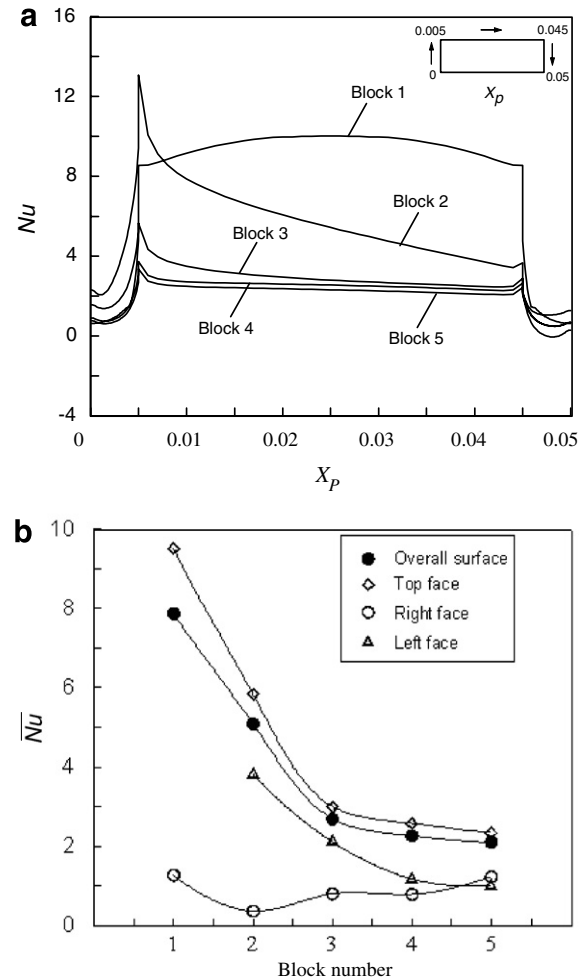 a
16
12
8
4
0
-4
Nu
0.005
0.045
0
0.05
Xp
Block 1
Block 2
Block 3
Block 4
Block 5
0
0.01
0.02
0.03
0.04
0.05
XP
b
10
8
6
4
2
0
Nu
Overall surface
Top face
Right face
Left face
1
2
3
4
5
Block number